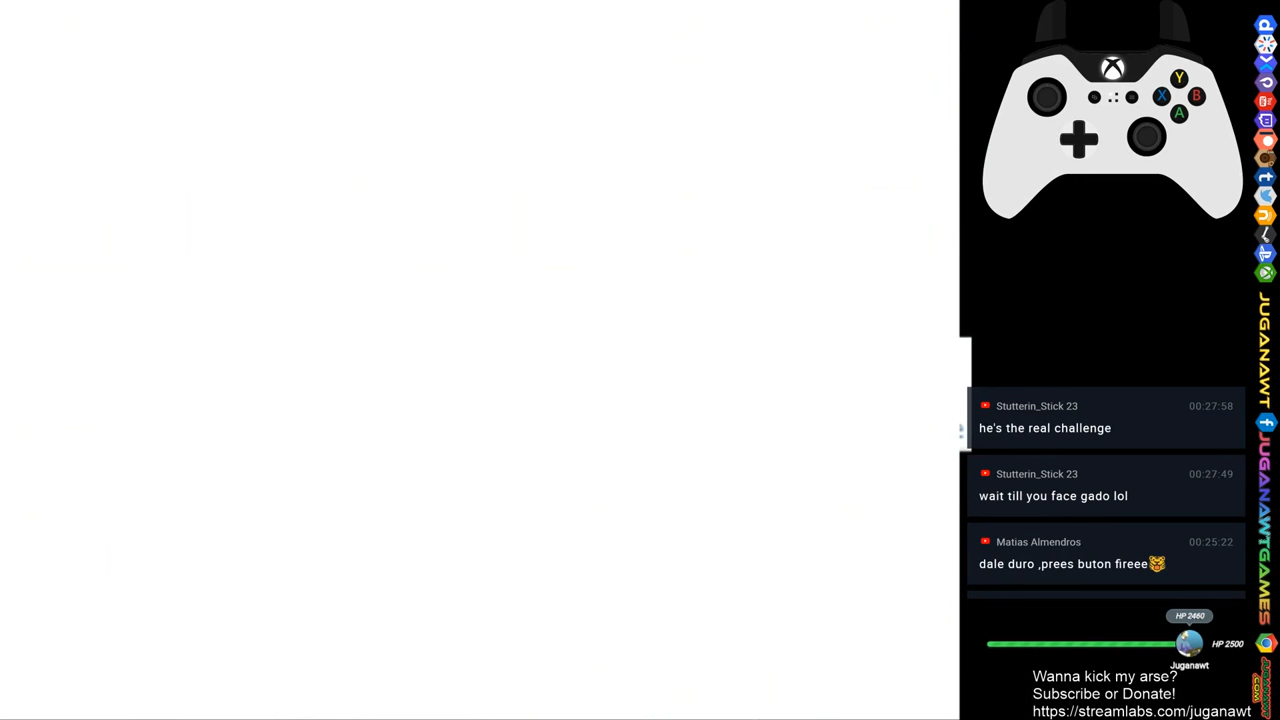 Y
X
B
A
Stutterin_Stick 23
00:27:58
he's the real challenge
Stutterin_Stick 23
00:27:49
wait till you face gado lol
Matias Almendros
00:25:22
dale duro ,prees buton fireee🐯
HP 2460
HP 2500
Juganawt
Wanna kick my arse?
Subscribe or Donate!
https://streamlabs.com/juganawt
JUGANAWT
JUGANAWTGAMES
JUGANAWT
.COM